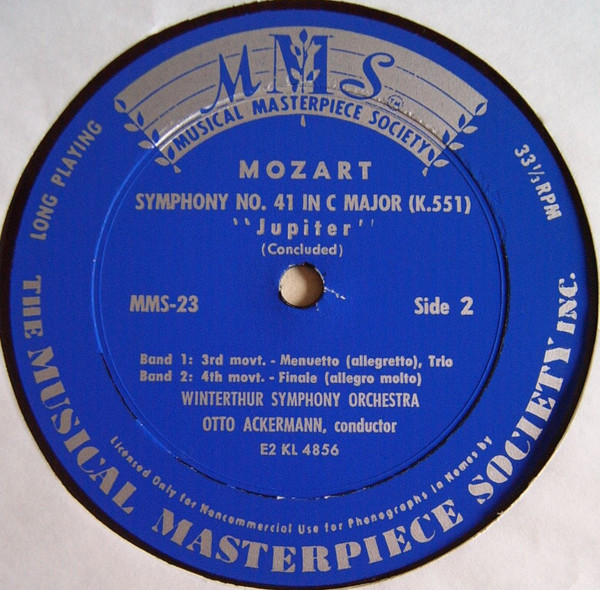 MMS
MUSICAL MASTERPIECE SOCIETY TM
LONG PLAYING
33 1/3 RPM
MOZART
SYMPHONY NO. 41 IN C MAJOR (K.551)
"Jupiter"
(Concluded)
MMS-23
Side 2
Band 1: 3rd movt. - Menuetto (allegretto), Trio
Band 2: 4th movt. - Finale (allegro molto)
WINTERTHUR SYMPHONY ORCHESTRA
OTTO ACKERMANN, conductor
E2 KL 4856
Licensed Only for Noncommercial Use for Phonographs in Homes by
THE MUSICAL MASTERPIECE SOCIETY INC.